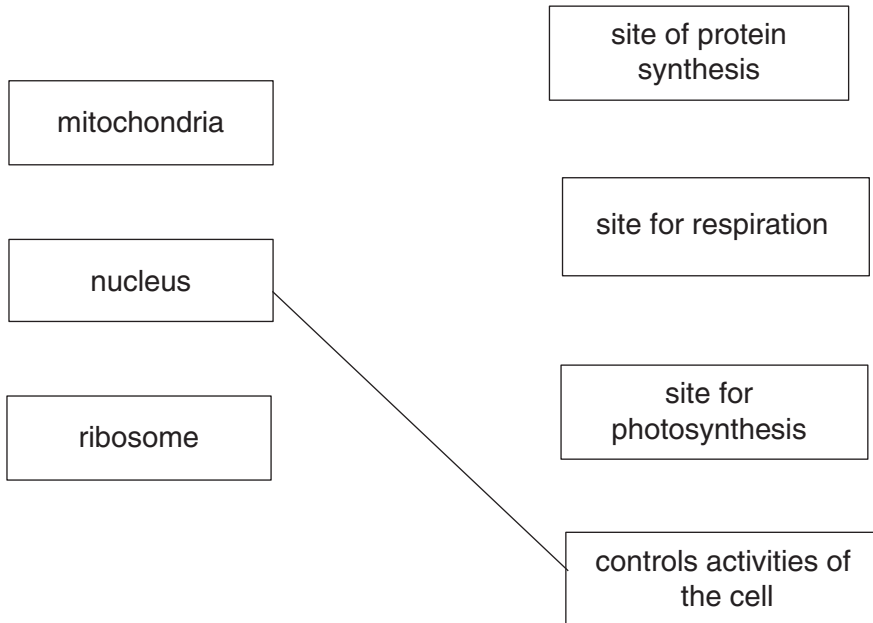 mitochondria
nucleus
ribosome
site of protein
synthesis
site for respiration
site for
photosynthesis
controls activities of
the cell